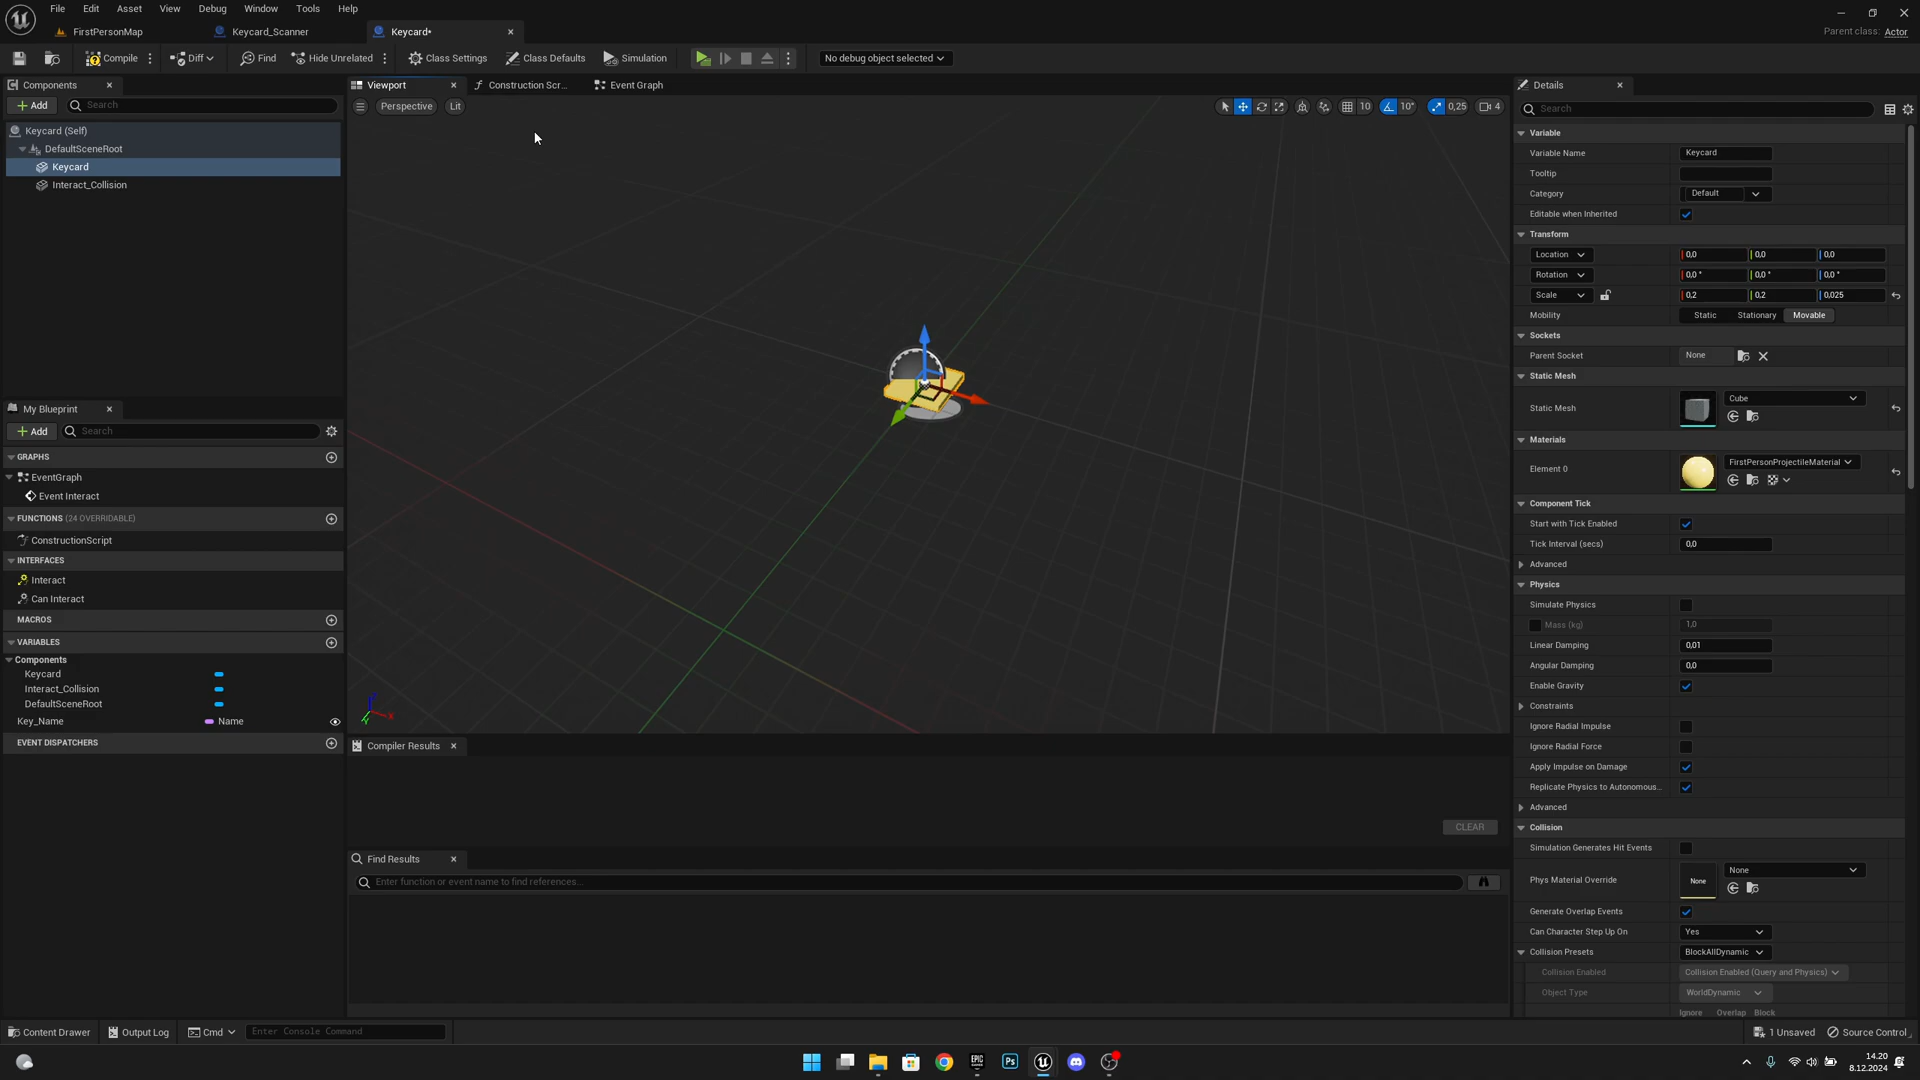 File Edit Asset View Debug Window Tools Help
FirstPersonMap Keycard_Scanner Keycard*
Parent class: Actor
Compile Diff Find Hide Unrelated Class Settings Class Defaults Simulation No debug object selected
Components
Add Search
Keycard (Self)
DefaultSceneRoot
Keycard
Interact_Collision
My Blueprint
Add Search
GRAPHS
EventGraph
Event Interact
FUNCTIONS (24 OVERRIDABLE)
ConstructionScript
INTERFACES
Interact
Can Interact
MACROS
VARIABLES
Components
Keycard
Interact_Collision
DefaultSceneRoot
Key_Name Name
EVENT DISPATCHERS
Viewport Construction Scr... Event Graph
Perspective Lit
10 10° 0,25 4
Z X Y
Compiler Results
CLEAR
Find Results
Enter function or event name to find references...
Details
Search
Variable
Variable Name Keycard
Tooltip
Category Default
Editable when Inherited
Transform
Location 0,0 0,0 0,0
Rotation 0,0 ° 0,0 ° 0,0 °
Scale 0,2 0,2 0,025
Mobility Static Stationary Movable
Sockets
Parent Socket None
Static Mesh
Static Mesh Cube
Materials
Element 0 FirstPersonProjectileMaterial
Component Tick
Start with Tick Enabled
Tick Interval (secs) 0,0
Advanced
Physics
Simulate Physics
Mass (kg) 1,0
Linear Damping 0,01
Angular Damping 0,0
Enable Gravity
Constraints
Ignore Radial Impulse
Ignore Radial Force
Apply Impulse on Damage
Replicate Physics to Autonomous...
Advanced
Collision
Simulation Generates Hit Events
Phys Material Override None None
Generate Overlap Events
Can Character Step Up On Yes
Collision Presets BlockAllDynamic
Collision Enabled Collision Enabled (Query and Physics)
Object Type WorldDynamic
Ignore Overlap Block
Content Drawer Output Log Cmd Enter Console Command
1 Unsaved Source Control
EPIC GAMES Ps
14.20
8.12.2024